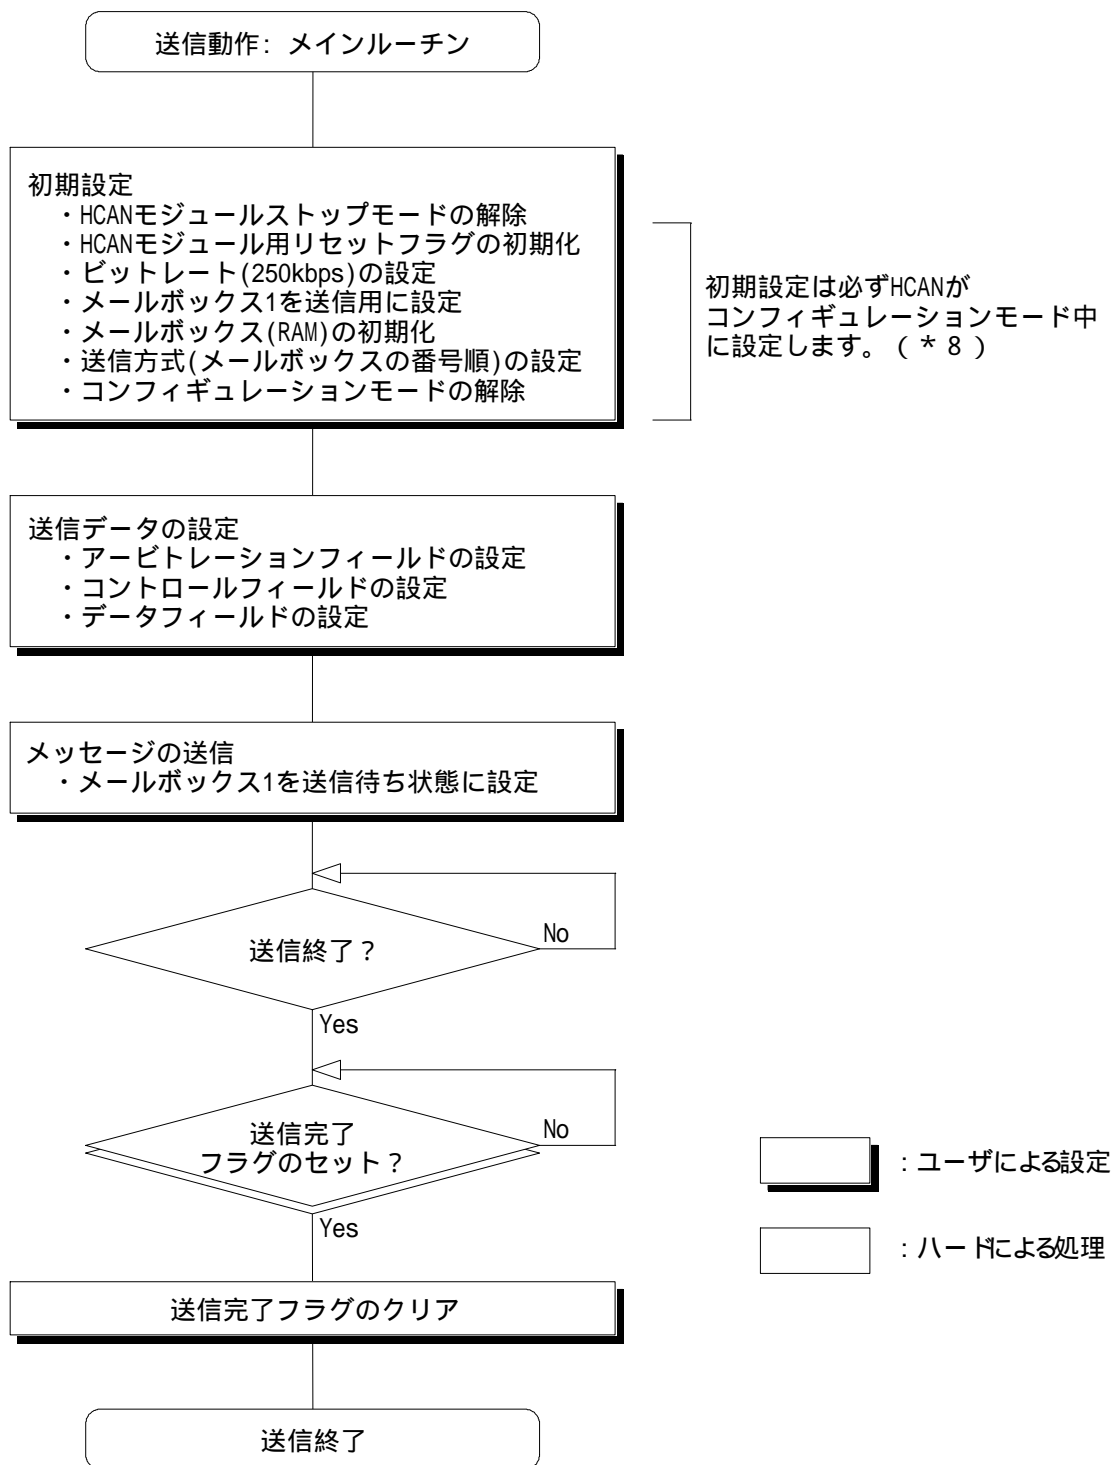 送信動作: メインルーチン
初期設定
・HCANモジュールストップモードの解除
・HCANモジュール用リセットフラグの初期化
・ビットレート(250kbps)の設定
・メールボックス1を送信用に設定
・メールボックス(RAM)の初期化
・送信方式(メールボックスの番号順)の設定
・コンフィギュレーションモードの解除
初期設定は必ずHCANが
コンフィギュレーションモード中
に設定します。（＊８）
送信データの設定
・アービトレーションフィールドの設定
・コントロールフィールドの設定
・データフィールドの設定
メッセージの送信
・メールボックス1を送信待ち状態に設定
送信終了？
No
Yes
送信完了
フラグのセット？
No
Yes
送信完了フラグのクリア
送信終了
：ユーザによる設定
：ハードによる処理